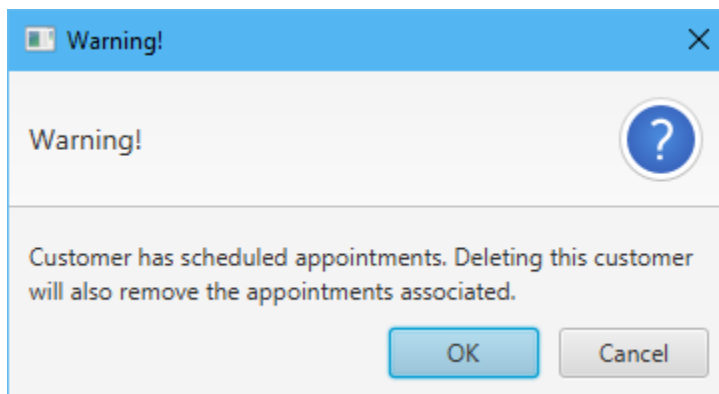 Warning!
Warning!
?
Customer has scheduled appointments. Deleting this customer
will also remove the appointments associated.
OK Cancel